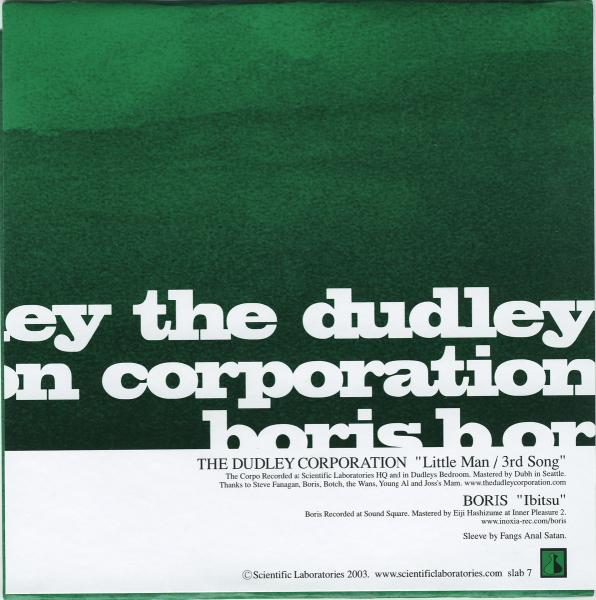 ley the dudley
on corporation
boris bor
THE DUDLEY CORPORATION "Little Man / 3rd Song"
The Corpo Recorded at Scientific Laboratories HQ and in Dudleys Bedroom. Mastered by Dubh in Seattle.
Thanks to Steve Fanagan, Boris, Botch, the Wans, Young Al and Joss's Mam. www.thedudleycorporation.com
BORIS "Ibitsu"
Boris Recorded at Sound Square. Mastered by Eiji Hashizume at Inner Pleasure 2.
www.inoxia-rec.com/boris
Sleeve by Fangs Anal Satan.
©Scientific Laboratories 2003. www.scientificlaboratories.com slab 7